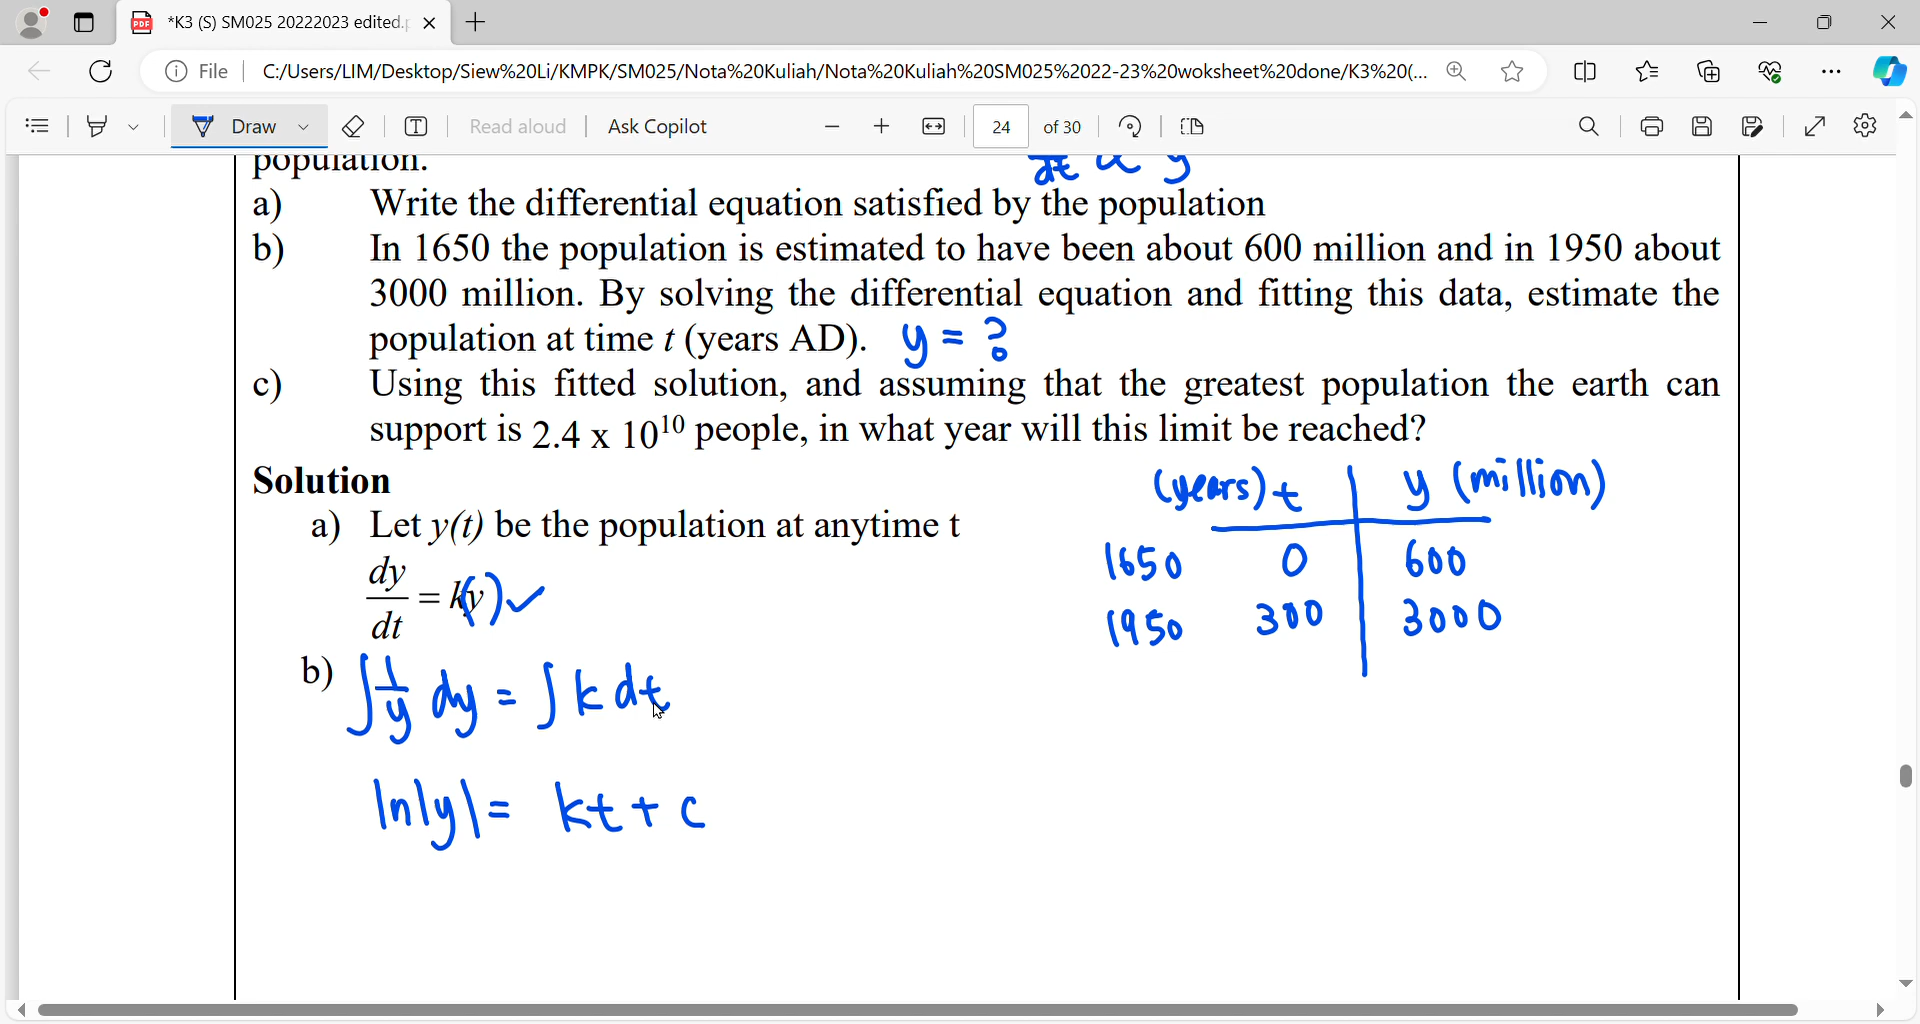 *K3 (S) SM025 20222023 edited.p
File C:/Users/LIM/Desktop/Siew%20Li/KMPK/SM025/Nota%20Kuliah/Nota%20Kuliah%20SM025%2022-23%20woksheet%20done/K3%20(...
Draw Read aloud Ask Copilot 24 of 30
population. dt α y
a) Write the differential equation satisfied by the population
b) In 1650 the population is estimated to have been about 600 million and in 1950 about
3000 million. By solving the differential equation and fitting this data, estimate the
population at time t (years AD). y = ?
c) Using this fitted solution, and assuming that the greatest population the earth can
support is 2.4 x 10¹⁰ people, in what year will this limit be reached?
Solution
(years) t y (million)
a) Let y(t) be the population at anytime t
1650 0 600
dy/dt = k(y) ✓
1950 300 3000
b) ∫ 1/y dy = ∫ k dt
ln|y| = kt + c